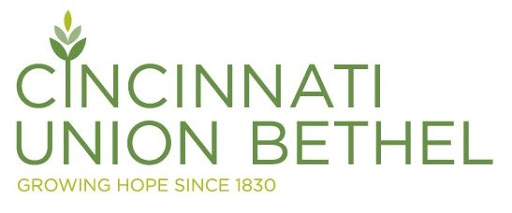 CINCINNATI
UNION BETHEL
GROWING HOPE SINCE 1830